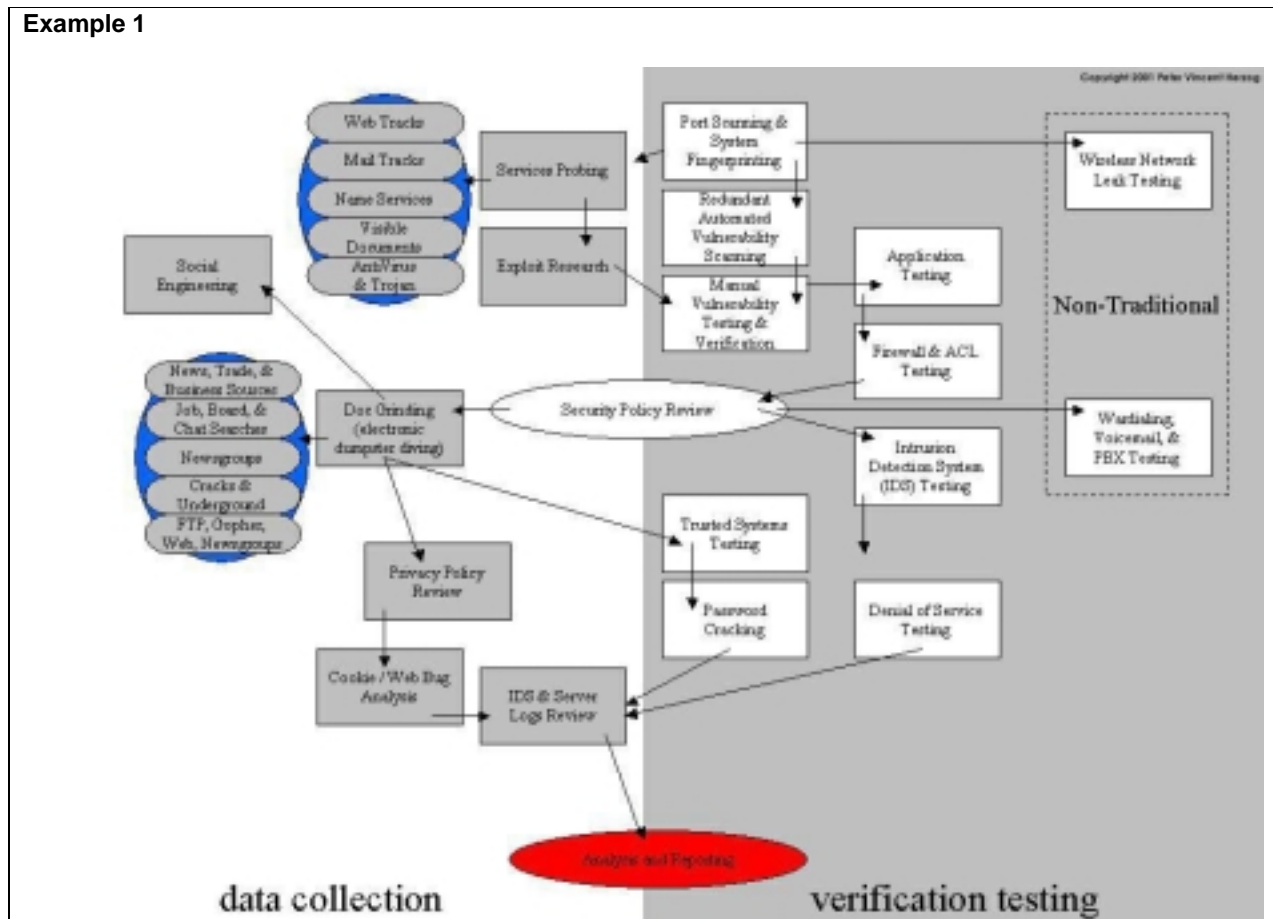 Example 1
Copyright 2001 Peter Vincent Herzog
Web Tracks
Mail Tracks
Name Services
Visible
Documents
AntiVirus
& Trojan
Services Probing
Exploit Research
Port Scanning &
System
Fingerprinting
Redundant
Automated
Vulnerability
Scanning
Manual
Vulnerability
Testing &
Verification
Application
Testing
Firewall & ACL
Testing
Wireless Network
Leak Testing
Non-Traditional
Wardialing,
Voicemail, &
PBX Testing
Social
Engineering
News, Trade, &
Business Sources
Job, Board, &
Chat Searches
Newsgroups
Cracks &
Underground
FTP, Gopher,
Web, Newsgroups
Doc Grinding
(electronic
dumpster diving)
Security Policy Review
Intrusion
Detection System
(IDS) Testing
Trusted Systems
Testing
Privacy Policy
Review
Password
Cracking
Denial of Service
Testing
Cookie / Web Bug
Analysis
IDS & Server
Logs Review
Analysis and Reporting
data collection
verification testing